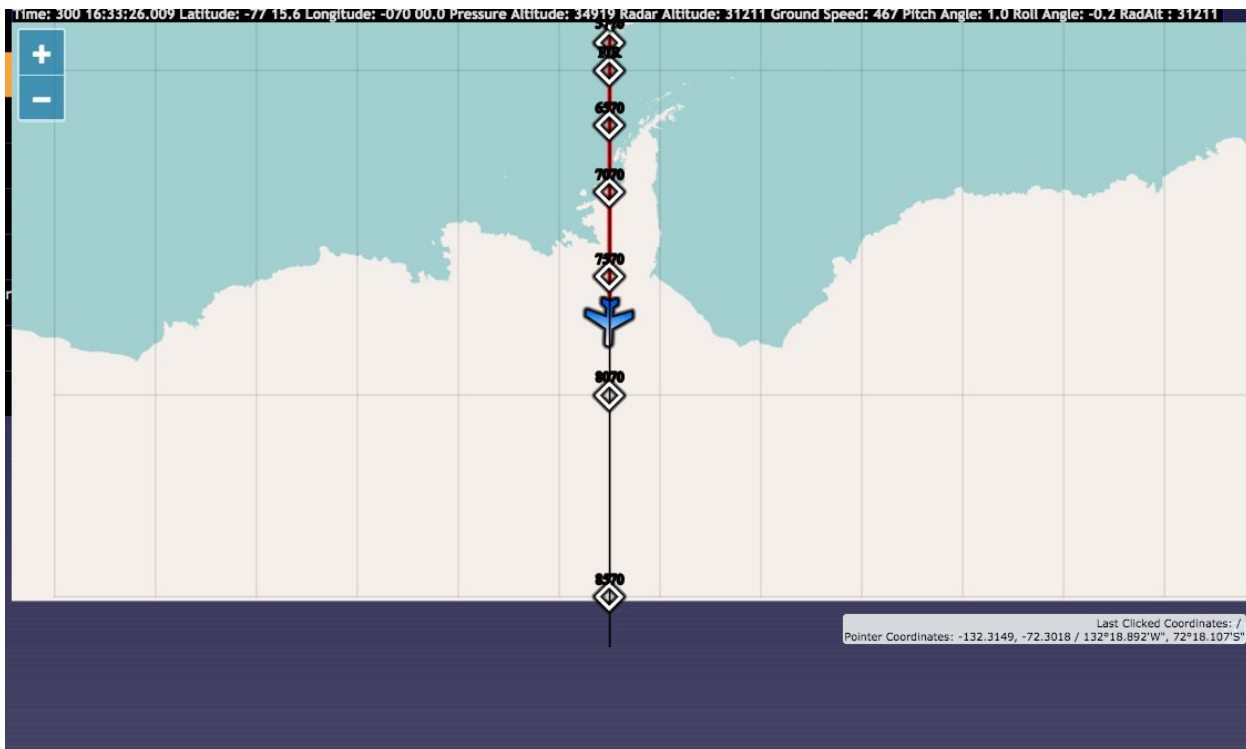 Time: 300 16:33:26.009 Latitude: -77 15.6 Longitude: -070 00.0 Pressure Altitude: 34919 Radar Altitude: 31211 Ground Speed: 467 Pitch Angle: 1.0 Roll Angle: -0.2 RadAlt : 31211
+
−
6570
7070
7570
8070
8570
Last Clicked Coordinates: /
Pointer Coordinates: -132.3149, -72.3018 / 132°18.892'W", 72°18.107'S"